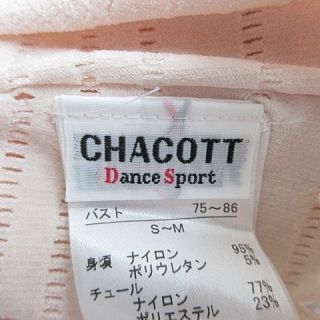 CHACOTT
Dance Sport
バスト 75～86
S～M
身頃 ナイロン 95%
ポリウレタン 5%
チュール 77%
ナイロン 23%
ポリエステル